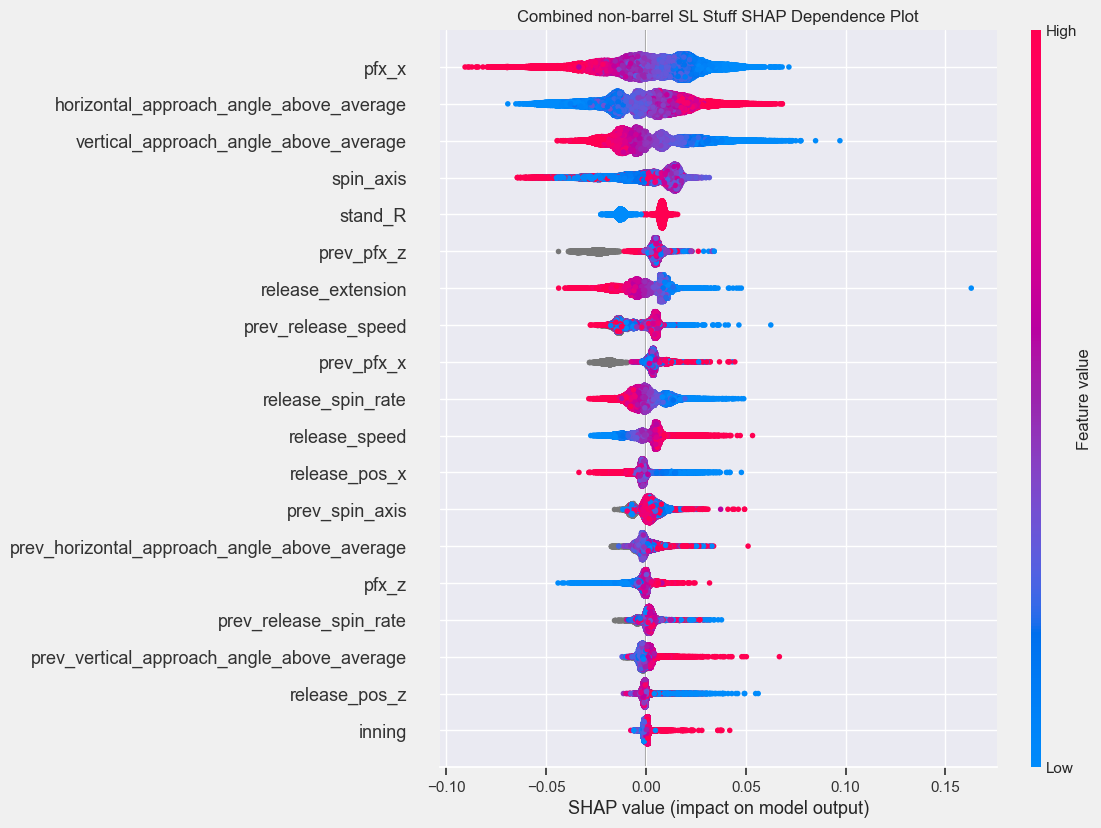 Combined non-barrel SL Stuff SHAP Dependence Plot
High
pfx_x
horizontal_approach_angle_above_average
vertical_approach_angle_above_average
spin_axis
stand_R
prev_pfx_z
release_extension
prev_release_speed
prev_pfx_x
release_spin_rate
release_speed
release_pos_x
prev_spin_axis
prev_horizontal_approach_angle_above_average
pfx_z
prev_release_spin_rate
prev_vertical_approach_angle_above_average
release_pos_z
inning
Feature value
Low
−0.10 −0.05 0.00 0.05 0.10 0.15
SHAP value (impact on model output)